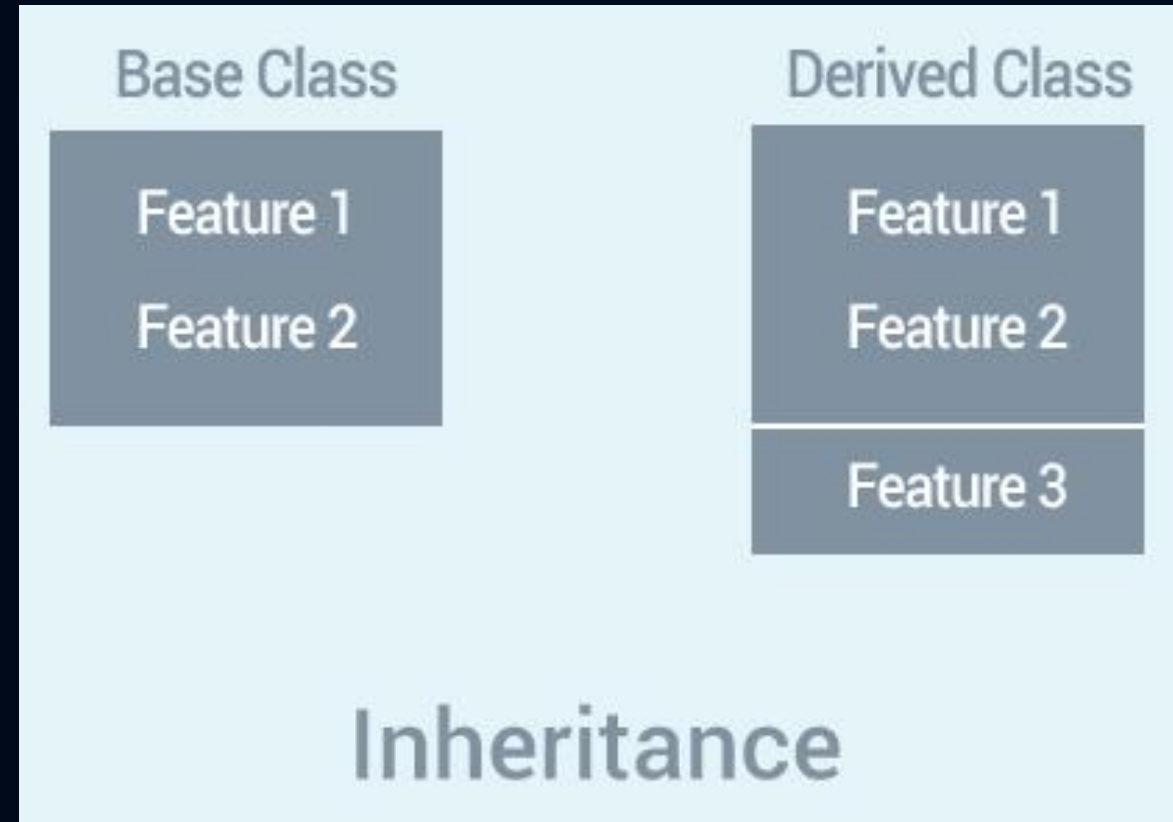 Base Class
Feature 1
Feature 2
Derived Class
Feature 1
Feature 2
Feature 3
Inheritance